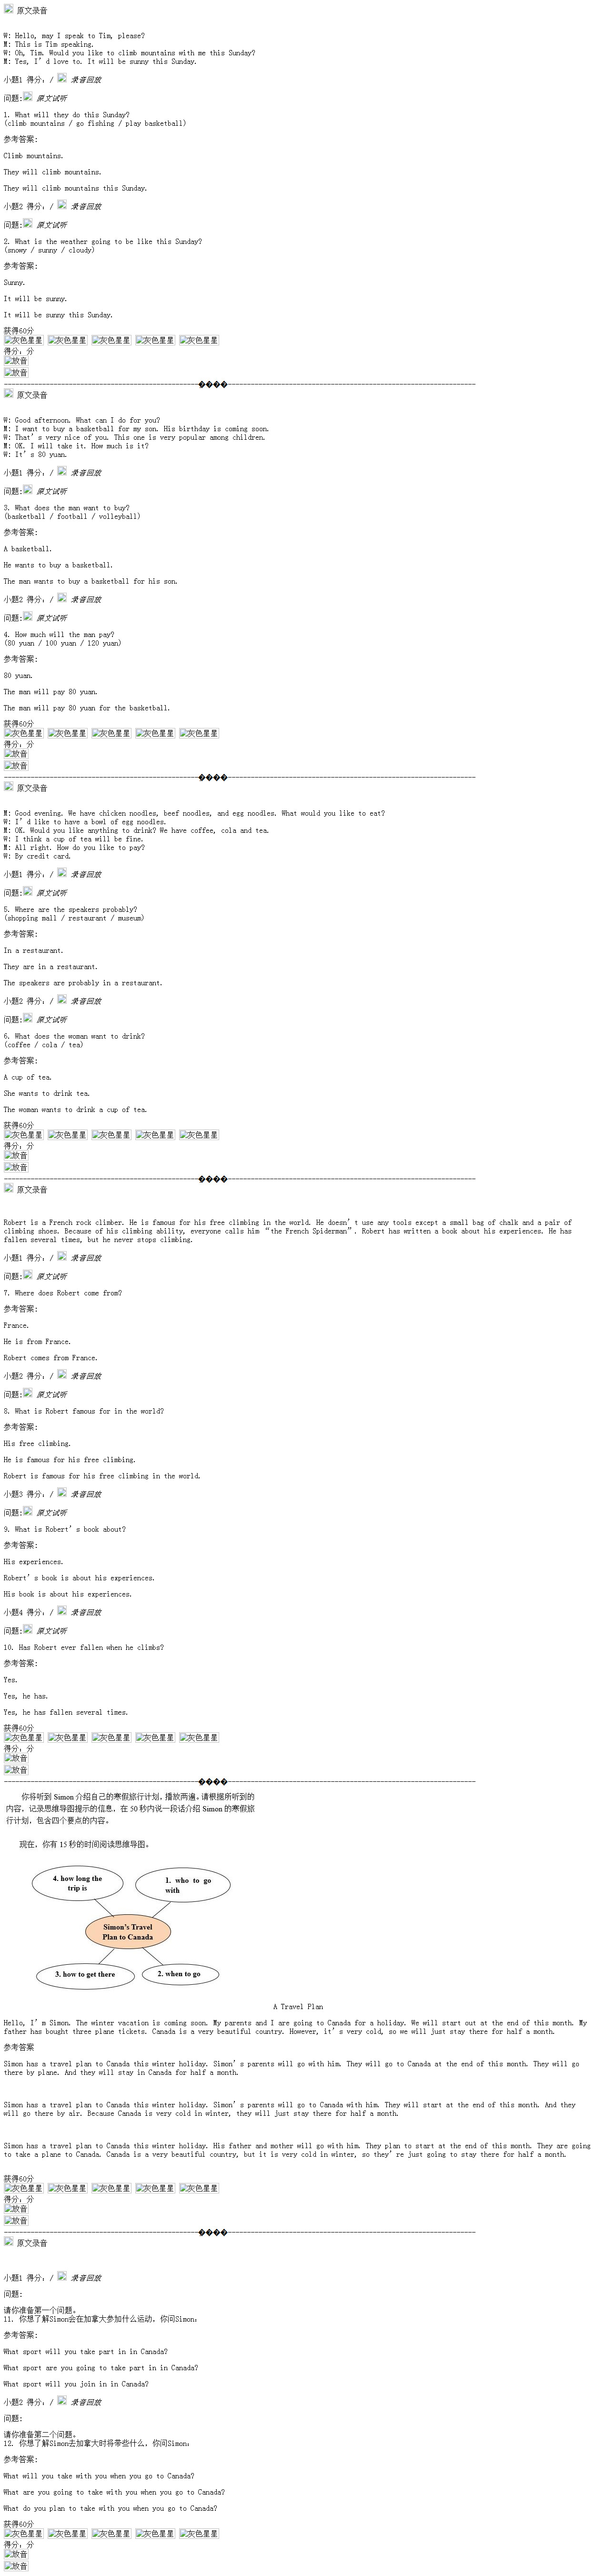 原文录音
W: Hello, may I speak to Tim, please?
M: This is Tim speaking.
W: Oh, Tim. Would you like to climb mountains with me this Sunday?
M: Yes, I’d love to. It will be sunny this Sunday.
小题1 得分：/ 录音回放
问题: 原文试听
1. What will they do this Sunday?
(climb mountains / go fishing / play basketball)
参考答案:
Climb mountains.
They will climb mountains.
They will climb mountains this Sunday.
小题2 得分：/ 录音回放
问题: 原文试听
2. What is the weather going to be like this Sunday?
(snowy / sunny / cloudy)
参考答案:
Sunny.
It will be sunny.
It will be sunny this Sunday.
获得60分
灰色星星 灰色星星 灰色星星 灰色星星 灰色星星
得分：分
放音
放音
原文录音
W: Good afternoon. What can I do for you?
M: I want to buy a basketball for my son. His birthday is coming soon.
W: That’s very nice of you. This one is very popular among children.
M: OK. I will take it. How much is it?
W: It’s 80 yuan.
小题1 得分：/ 录音回放
问题: 原文试听
3. What does the man want to buy?
(basketball / football / volleyball)
参考答案:
A basketball.
He wants to buy a basketball.
The man wants to buy a basketball for his son.
小题2 得分：/ 录音回放
问题: 原文试听
4. How much will the man pay?
(80 yuan / 100 yuan / 120 yuan)
参考答案:
80 yuan.
The man will pay 80 yuan.
The man will pay 80 yuan for the basketball.
获得60分
灰色星星 灰色星星 灰色星星 灰色星星 灰色星星
得分：分
放音
放音
原文录音
M: Good evening. We have chicken noodles, beef noodles, and egg noodles. What would you like to eat?
W: I’d like to have a bowl of egg noodles.
M: OK. Would you like anything to drink? We have coffee, cola and tea.
W: I think a cup of tea will be fine.
M: All right. How do you like to pay?
W: By credit card.
小题1 得分：/ 录音回放
问题: 原文试听
5. Where are the speakers probably?
(shopping mall / restaurant / museum)
参考答案:
In a restaurant.
They are in a restaurant.
The speakers are probably in a restaurant.
小题2 得分：/ 录音回放
问题: 原文试听
6. What does the woman want to drink?
(coffee / cola / tea)
参考答案:
A cup of tea.
She wants to drink tea.
The woman wants to drink a cup of tea.
获得60分
灰色星星 灰色星星 灰色星星 灰色星星 灰色星星
得分：分
放音
放音
原文录音
Robert is a French rock climber. He is famous for his free climbing in the world. He doesn’t use any tools except a small bag of chalk and a pair of
climbing shoes. Because of his climbing ability, everyone calls him “the French Spiderman”. Robert has written a book about his experiences. He has
fallen several times, but he never stops climbing.
小题1 得分：/ 录音回放
问题: 原文试听
7. Where does Robert come from?
参考答案:
France.
He is from France.
Robert comes from France.
小题2 得分：/ 录音回放
问题: 原文试听
8. What is Robert famous for in the world?
参考答案:
His free climbing.
He is famous for his free climbing.
Robert is famous for his free climbing in the world.
小题3 得分：/ 录音回放
问题: 原文试听
9. What is Robert’s book about?
参考答案:
His experiences.
Robert’s book is about his experiences.
His book is about his experiences.
小题4 得分：/ 录音回放
问题: 原文试听
10. Has Robert ever fallen when he climbs?
参考答案:
Yes.
Yes, he has.
Yes, he has fallen several times.
获得60分
灰色星星 灰色星星 灰色星星 灰色星星 灰色星星
得分：分
放音
放音
你将听到 Simon 介绍自己的寒假旅行计划，播放两遍。请根据所听到的
内容，记录思维导图提示的信息，在 50 秒内说一段话介绍 Simon 的寒假旅
行计划，包含四个要点的内容。
现在，你有 15 秒的时间阅读思维导图。
4. how long the
trip is
1. who to go
with
Simon’s Travel
Plan to Canada
3. how to get there
2. when to go
A Travel Plan
Hello, I’m Simon. The winter vacation is coming soon. My parents and I are going to Canada for a holiday. We will start out at the end of this month. My
father has bought three plane tickets. Canada is a very beautiful country. However, it’s very cold, so we will just stay there for half a month.
参考答案
Simon has a travel plan to Canada this winter holiday. Simon’s parents will go with him. They will go to Canada at the end of this month. They will go
there by plane. And they will stay in Canada for half a month.
Simon has a travel plan to Canada this winter holiday. Simon’s parents will go to Canada with him. They will start at the end of this month. And they
will go there by air. Because Canada is very cold in winter, they will just stay there for half a month.
Simon has a travel plan to Canada this winter holiday. His father and mother will go with him. They plan to start at the end of this month. They are going
to take a plane to Canada. Canada is a very beautiful country, but it is very cold in winter, so they’re just going to stay there for half a month.
获得60分
灰色星星 灰色星星 灰色星星 灰色星星 灰色星星
得分：分
放音
放音
原文录音
小题1 得分：/ 录音回放
问题:
请你准备第一个问题。
11. 你想了解Simon会在加拿大参加什么运动，你问Simon：
参考答案:
What sport will you take part in in Canada?
What sport are you going to take part in in Canada?
What sport will you join in in Canada?
小题2 得分：/ 录音回放
问题:
请你准备第二个问题。
12. 你想了解Simon去加拿大时将带些什么，你问Simon：
参考答案:
What will you take with you when you go to Canada?
What are you going to take with you when you go to Canada?
What do you plan to take with you when you go to Canada?
获得60分
灰色星星 灰色星星 灰色星星 灰色星星 灰色星星
得分：分
放音
放音